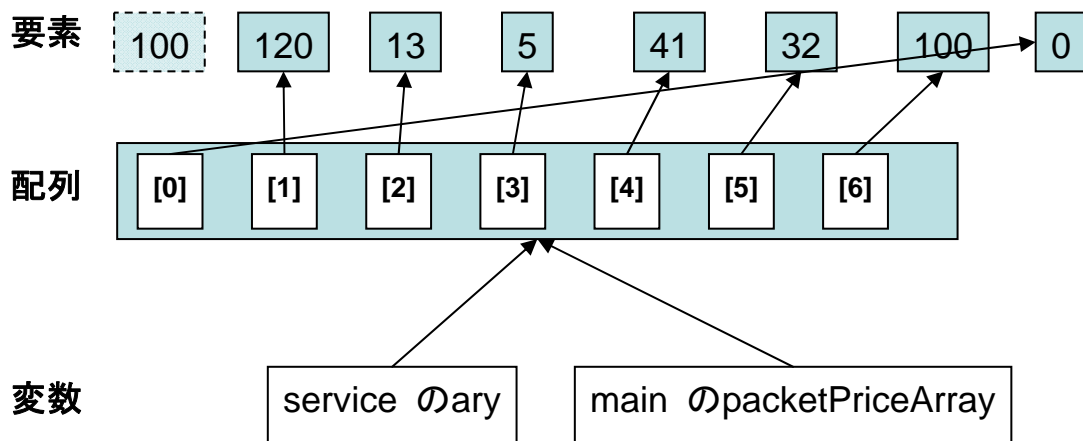 要素 100 120 13 5 41 32 100 0
配列 [0] [1] [2] [3] [4] [5] [6]
変数 service のary main のpacketPriceArray